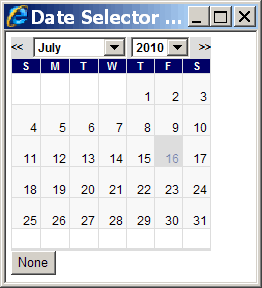 Date Selector ...
<< July 2010 >>
S M T W T F S
1 2 3
4 5 6 7 8 9 10
11 12 13 14 15 16 17
18 19 20 21 22 23 24
25 26 27 28 29 30 31
None